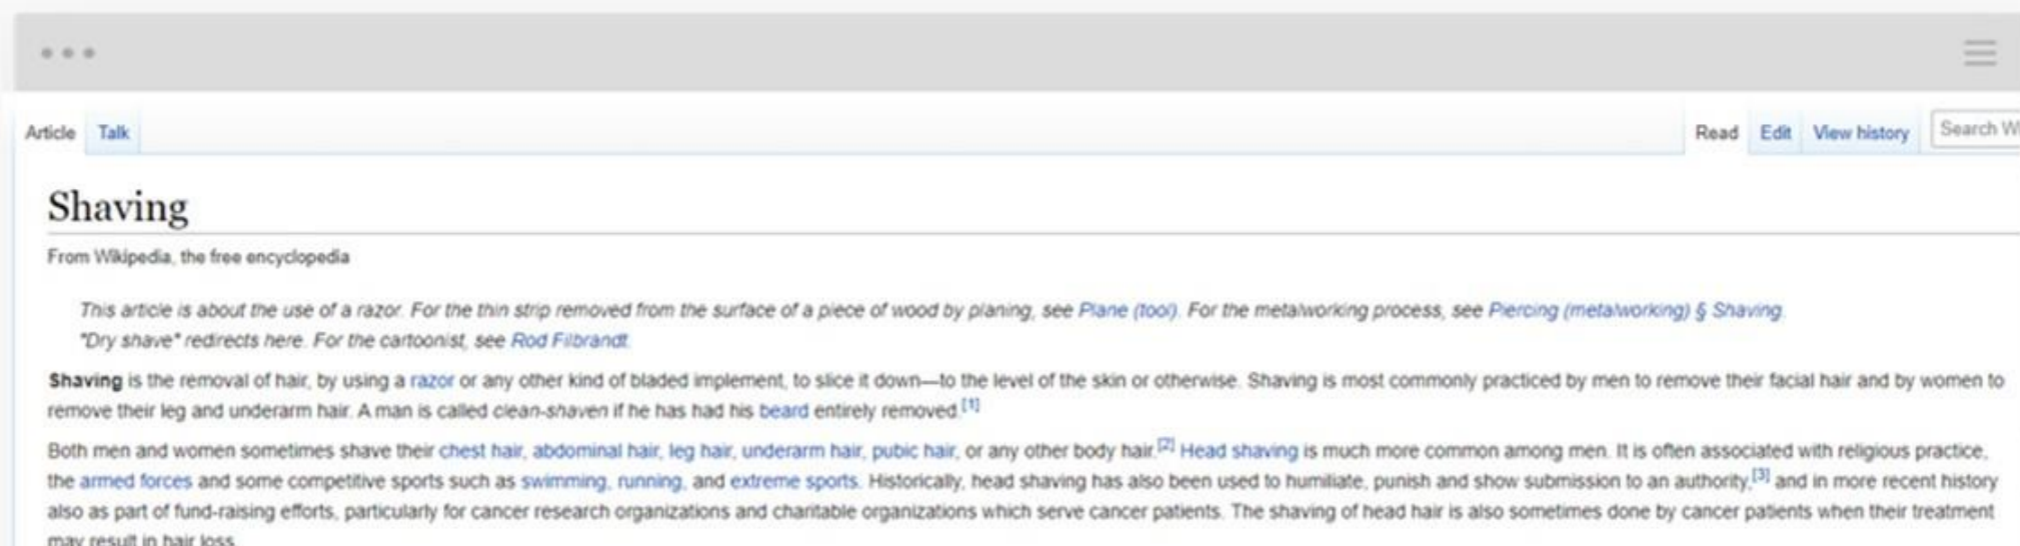 Article Talk Read Edit View history Search W
Shaving
From Wikipedia, the free encyclopedia
This article is about the use of a razor. For the thin strip removed from the surface of a piece of wood by planing, see Plane (tool). For the metalworking process, see Piercing (metalworking) § Shaving.
"Dry shave" redirects here. For the cartoonist, see Rod Filbrandt.
Shaving is the removal of hair, by using a razor or any other kind of bladed implement, to slice it down—to the level of the skin or otherwise. Shaving is most commonly practiced by men to remove their facial hair and by women to
remove their leg and underarm hair. A man is called clean-shaven if he has had his beard entirely removed.[1]
Both men and women sometimes shave their chest hair, abdominal hair, leg hair, underarm hair, pubic hair, or any other body hair.[2] Head shaving is much more common among men. It is often associated with religious practice,
the armed forces and some competitive sports such as swimming, running, and extreme sports. Historically, head shaving has also been used to humiliate, punish and show submission to an authority,[3] and in more recent history
also as part of fund-raising efforts, particularly for cancer research organizations and charitable organizations which serve cancer patients. The shaving of head hair is also sometimes done by cancer patients when their treatment
may result in hair loss.